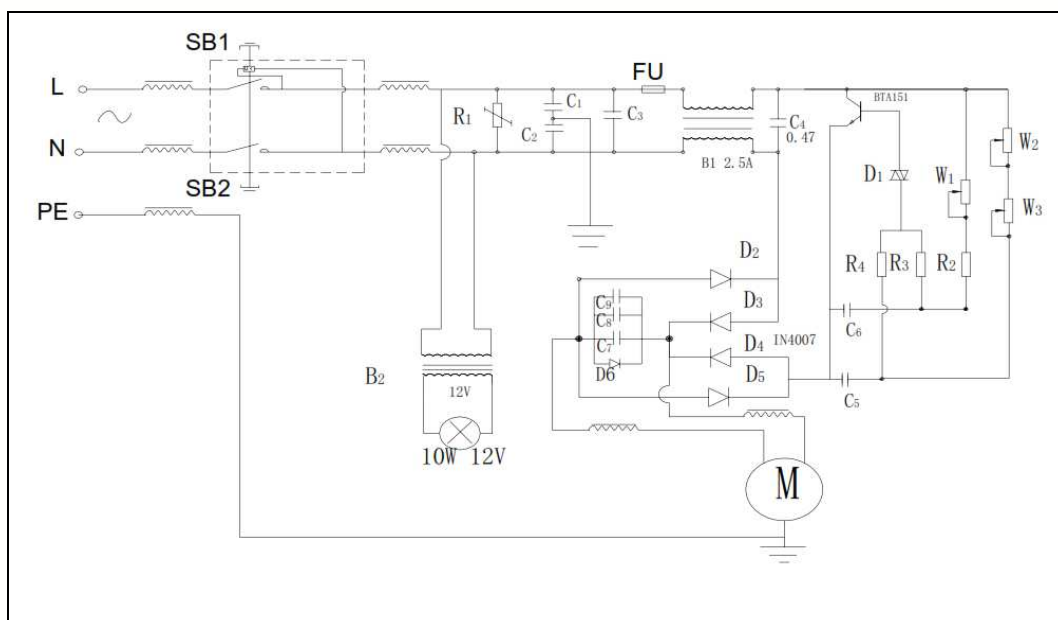 SB1
L
N
SB2
PE
R1
C1
C2
C3
FU
B1 2.5A
C4
0.47
BTA151
D1
W1
W2
W3
R4
R3
R2
D2
C9
D3
C8
C7
D4
IN4007
C6
D6
D5
C5
B2
12V
10W 12V
M